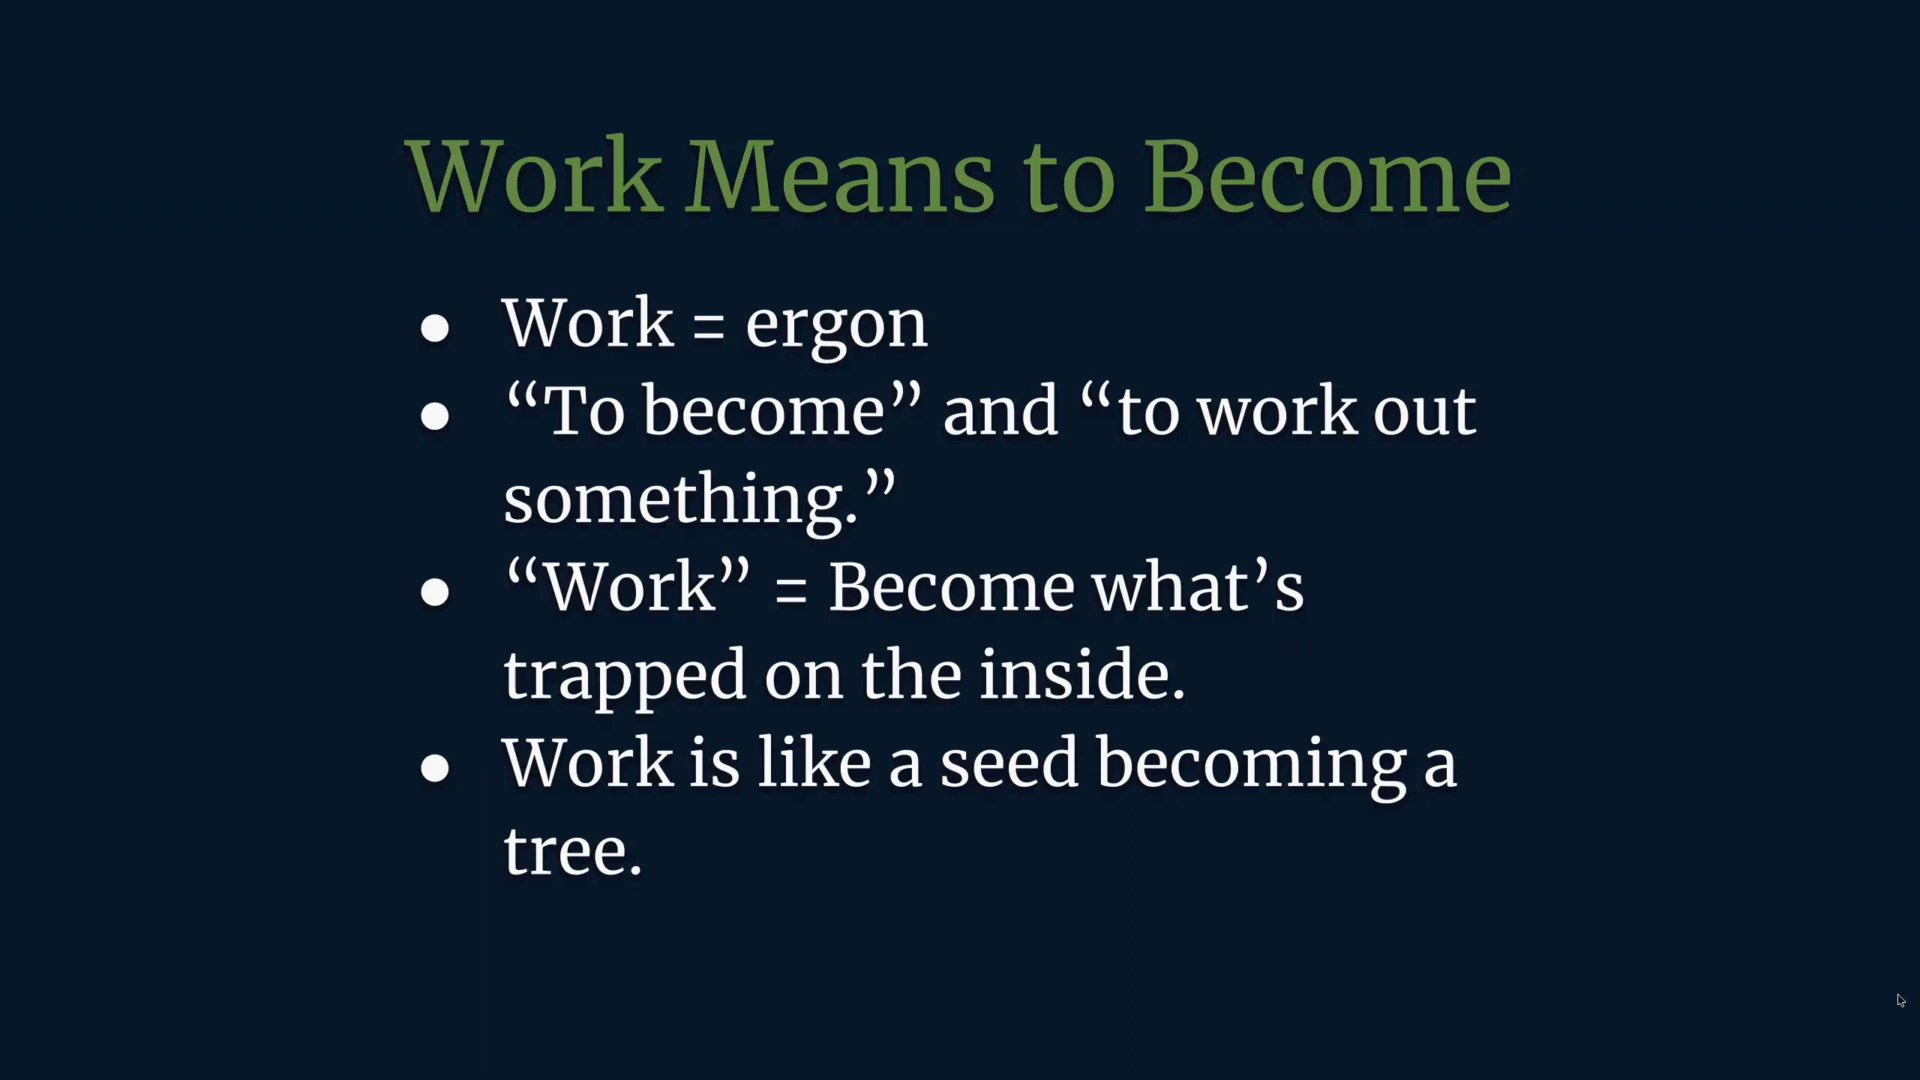 Work Means to Become
● Work = ergon
● “To become” and “to work out
something.”
● “Work” = Become what’s
trapped on the inside.
● Work is like a seed becoming a
tree.